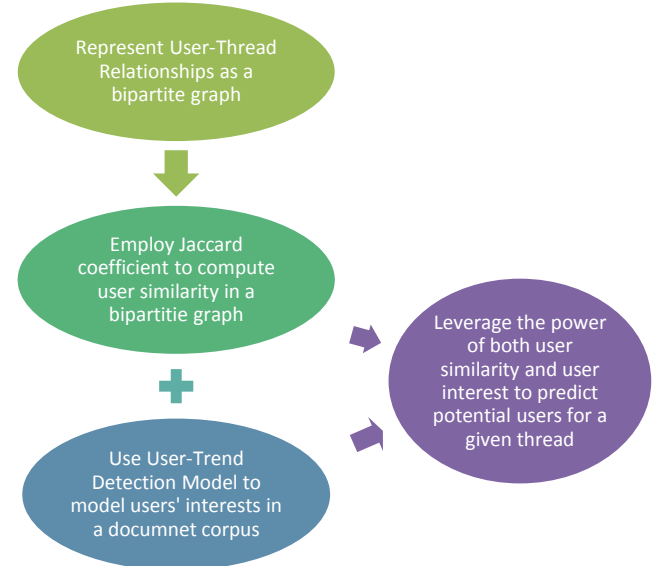 Represent User-Thread
Relationships as a
bipartite graph
Employ Jaccard
coefficient to compute
user similarity in a
bipartitie graph
Leverage the power
of both user
similarity and user
interest to predict
potential users for a
given thread
Use User-Trend
Detection Model to
model users' interests in
a documnet corpus